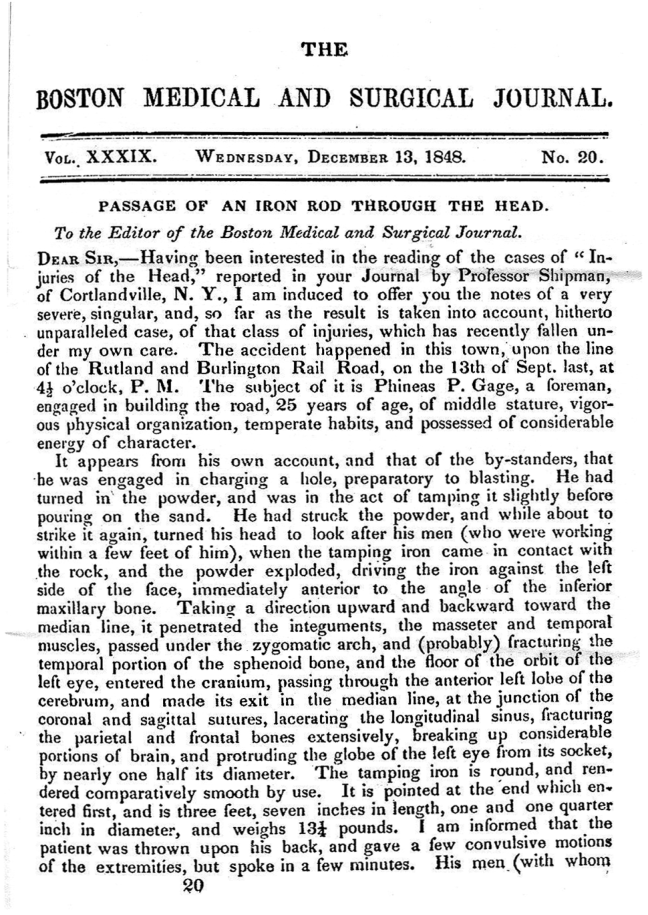 THE
BOSTON MEDICAL AND SURGICAL JOURNAL.
VOL. XXXIX. WEDNESDAY, DECEMBER 13, 1848. No. 20.
PASSAGE OF AN IRON ROD THROUGH THE HEAD.
To the Editor of the Boston Medical and Surgical Journal.
DEAR SIR,—Having been interested in the reading of the cases of "In-
juries of the Head," reported in your Journal by Professor Shipman,
of Cortlandville, N. Y., I am induced to offer you the notes of a very
severe, singular, and, so far as the result is taken into account, hitherto
unparalleled case, of that class of injuries, which has recently fallen un-
der my own care. The accident happened in this town, upon the line
of the Rutland and Burlington Rail Road, on the 13th of Sept. last, at
4½ o'clock, P. M. The subject of it is Phineas P. Gage, a foreman,
engaged in building the road, 25 years of age, of middle stature, vigor-
ous physical organization, temperate habits, and possessed of considerable
energy of character.
It appears from his own account, and that of the by-standers, that
he was engaged in charging a hole, preparatory to blasting. He had
turned in the powder, and was in the act of tamping it slightly before
pouring on the sand. He had struck the powder, and while about to
strike it again, turned his head to look after his men (who were working
within a few feet of him), when the tamping iron came in contact with
the rock, and the powder exploded, driving the iron against the left
side of the face, immediately anterior to the angle of the inferior
maxillary bone. Taking a direction upward and backward toward the
median line, it penetrated the integuments, the masseter and temporal
muscles, passed under the zygomatic arch, and (probably) fracturing the
temporal portion of the sphenoid bone, and the floor of the orbit of the
left eye, entered the cranium, passing through the anterior left lobe of the
cerebrum, and made its exit in the median line, at the junction of the
coronal and sagittal sutures, lacerating the longitudinal sinus, fracturing
the parietal and frontal bones extensively, breaking up considerable
portions of brain, and protruding the globe of the left eye from its socket,
by nearly one half its diameter. The tamping iron is round, and ren-
dered comparatively smooth by use. It is pointed at the end which en-
tered first, and is three feet, seven inches in length, one and one quarter
inch in diameter, and weighs 13¼ pounds. I am informed that the
patient was thrown upon his back, and gave a few convulsive motions
of the extremities, but spoke in a few minutes. His men (with whom
20